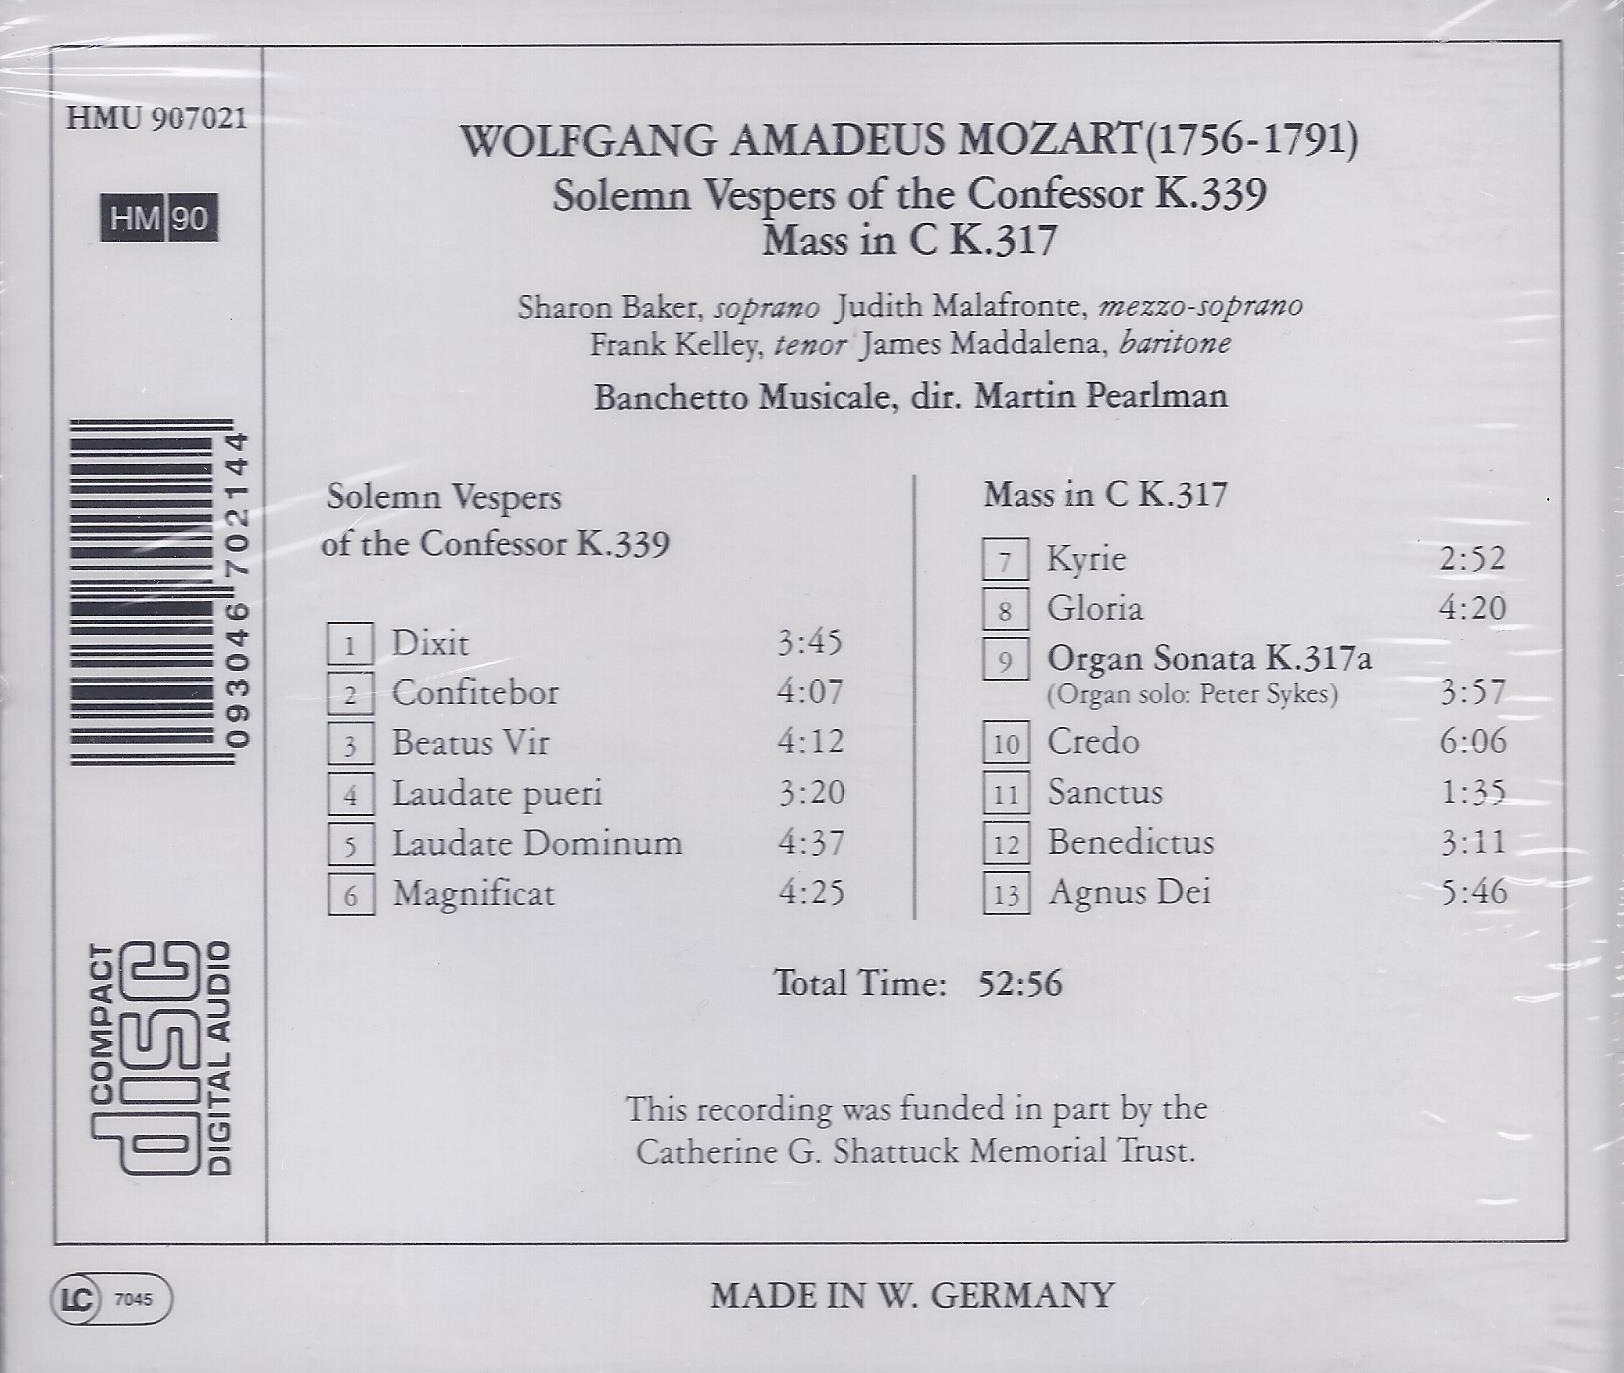 HMU 907021
HM 90
093046 702144
COMPACT
disc
DIGITAL AUDIO
WOLFGANG AMADEUS MOZART(1756-1791)
Solemn Vespers of the Confessor K.339
Mass in C K.317
Sharon Baker, soprano Judith Malafronte, mezzo-soprano
Frank Kelley, tenor James Maddalena, baritone
Banchetto Musicale, dir. Martin Pearlman
Solemn Vespers
of the Confessor K.339
1 Dixit 3:45
2 Confitebor 4:07
3 Beatus Vir 4:12
4 Laudate pueri 3:20
5 Laudate Dominum 4:37
6 Magnificat 4:25
Mass in C K.317
7 Kyrie 2:52
8 Gloria 4:20
9 Organ Sonata K.317a
(Organ solo: Peter Sykes) 3:57
10 Credo 6:06
11 Sanctus 1:35
12 Benedictus 3:11
13 Agnus Dei 5:46
Total Time: 52:56
This recording was funded in part by the
Catherine G. Shattuck Memorial Trust.
LC 7045
MADE IN W. GERMANY